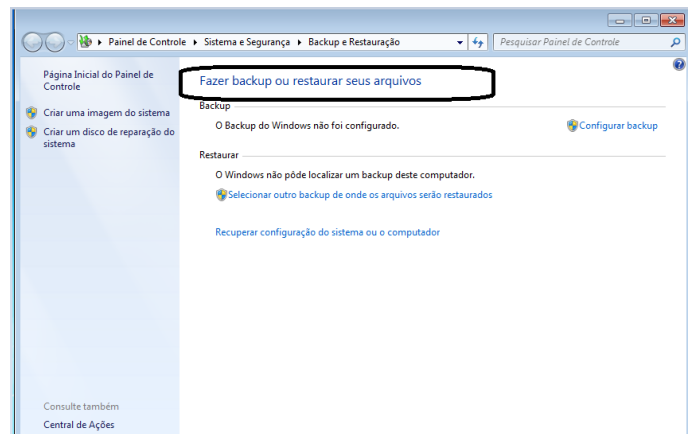 Painel de Controle ▸ Sistema e Segurança ▸ Backup e Restauração
Pesquisar Painel de Controle
Página Inicial do Painel de
Controle
Criar uma imagem do sistema
Criar um disco de reparação do
sistema
Consulte também
Central de Ações
Fazer backup ou restaurar seus arquivos
Backup
O Backup do Windows não foi configurado.
Configurar backup
Restaurar
O Windows não pôde localizar um backup deste computador.
Selecionar outro backup de onde os arquivos serão restaurados
Recuperar configuração do sistema ou o computador